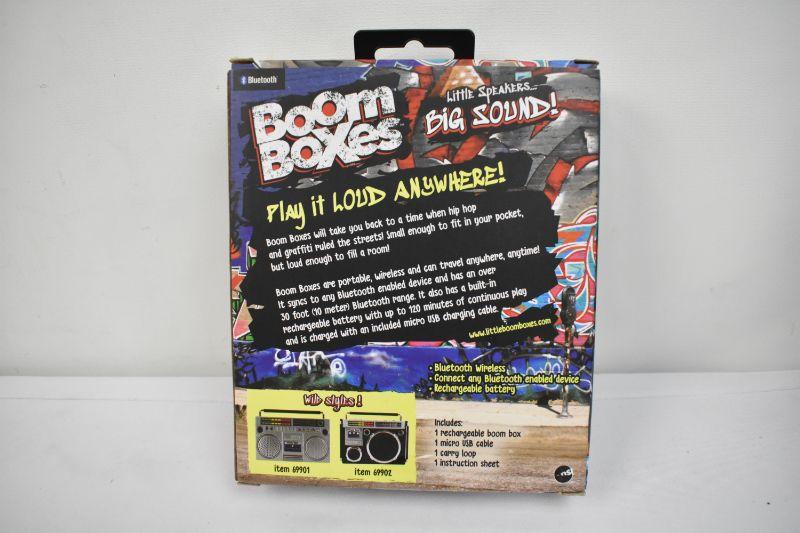 Bluetooth
BOOM
BOXES
Little Speakers...
BIG SOUND!
Play it LOUD ANYWHERE!
Boom Boxes will take you back to a time when hip hop
and graffiti ruled the streets! Small enough to fit in your pocket,
but loud enough to fill a room!
Boom Boxes are portable, wireless and can travel anywhere, anytime!
It syncs to any Bluetooth enabled device and has an over
30 foot (10 meter) Bluetooth range. It also has a built-in
rechargeable battery with up to 120 minutes of continuous play
and is charged with an included micro USB charging cable.
www.littleboomboxes.com
• Bluetooth Wireless
• Connect any Bluetooth enabled device
• Rechargeable battery
Wild styles!
item 69901
item 69902
Includes:
1 rechargeable boom box
1 micro USB cable
1 carry loop
1 instruction sheet